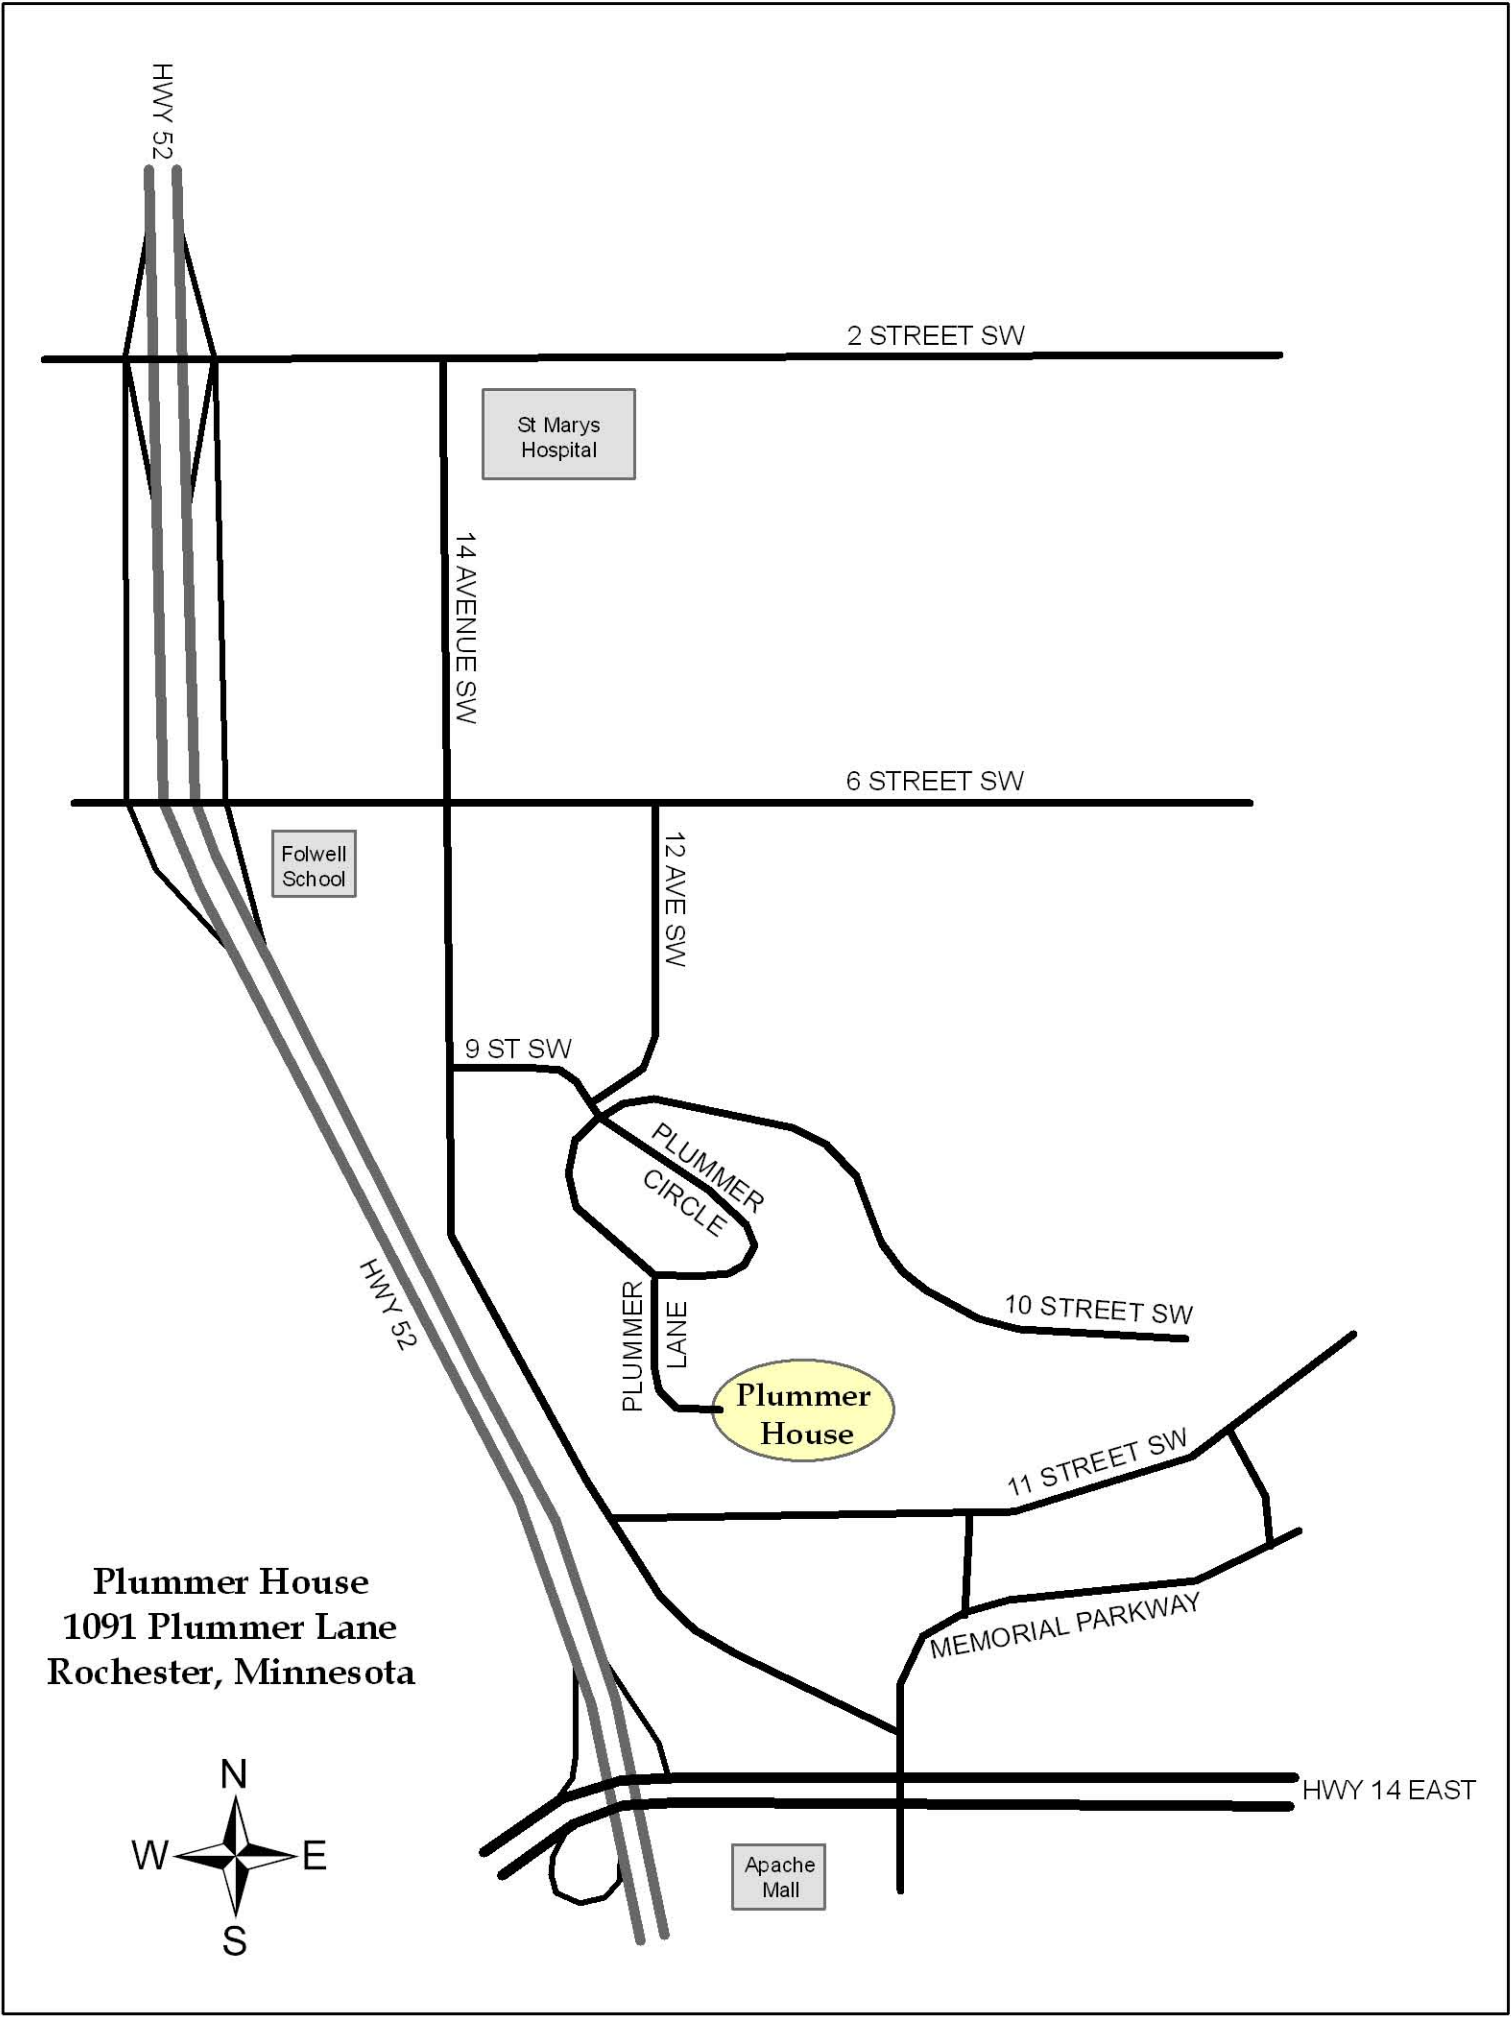 HWY 52
2 STREET SW
St Marys
Hospital
14 AVENUE SW
6 STREET SW
Folwell
School
12 AVE SW
9 ST SW
PLUMMER
CIRCLE
HWY 52
PLUMMER
LANE
10 STREET SW
Plummer
House
11 STREET SW
Plummer House
1091 Plummer Lane
Rochester, Minnesota
MEMORIAL PARKWAY
N
W
E
S
HWY 14 EAST
Apache
Mall